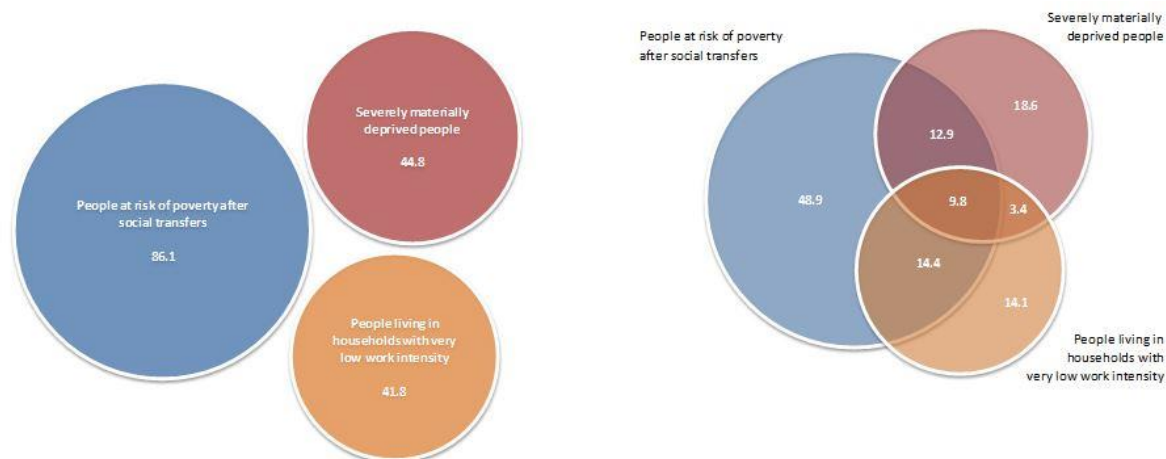 People at risk of poverty after
social transfers
86.1
Severely materially
deprived people
44.8
People living in
households with very
low work intensity
41.8
People at risk of poverty
after social transfers
Severely materially
deprived people
18.6
12.9
48.9
9.8
3.4
14.4
14.1
People living in
households with
very low work intensity